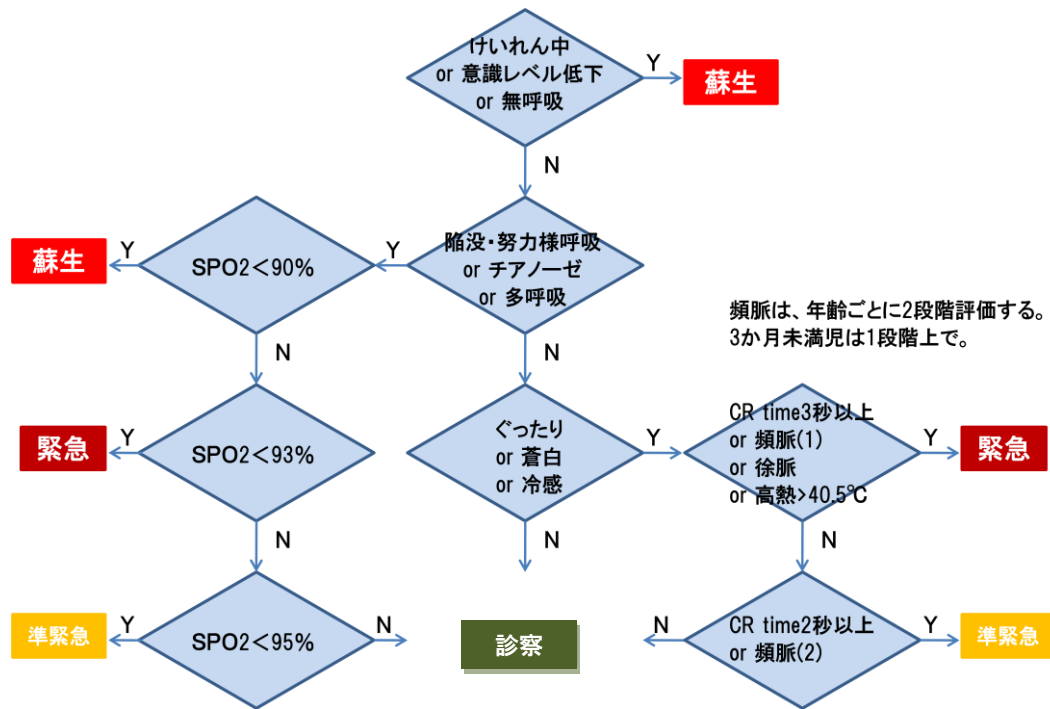 けいれん中
or 意識レベル低下
or 無呼吸
Y
蘇生
N
蘇生
Y
SPO2＜90%
Y
陥没・努力様呼吸
or チアノーゼ
or 多呼吸
頻脈は、年齢ごとに2段階評価する。
3か月未満児は1段階上で。
N
N
緊急
Y
SPO2＜93%
ぐったり
or 蒼白
or 冷感
Y
CR time3秒以上
or 頻脈(1)
or 徐脈
or 高熱>40.5℃
Y
緊急
N
N
N
準緊急
Y
SPO2＜95%
N
診察
N
CR time2秒以上
or 頻脈(2)
Y
準緊急